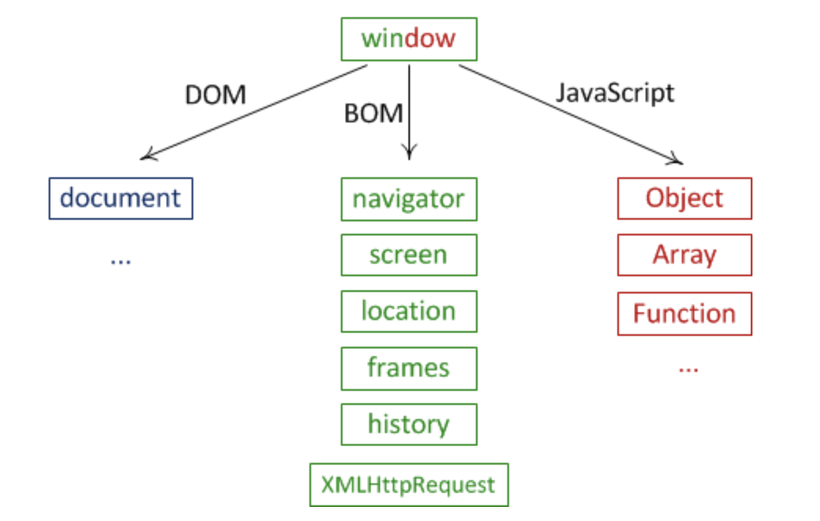 window
DOM
BOM
JavaScript
document
...
navigator
screen
location
frames
history
XMLHttpRequest
Object
Array
Function
...